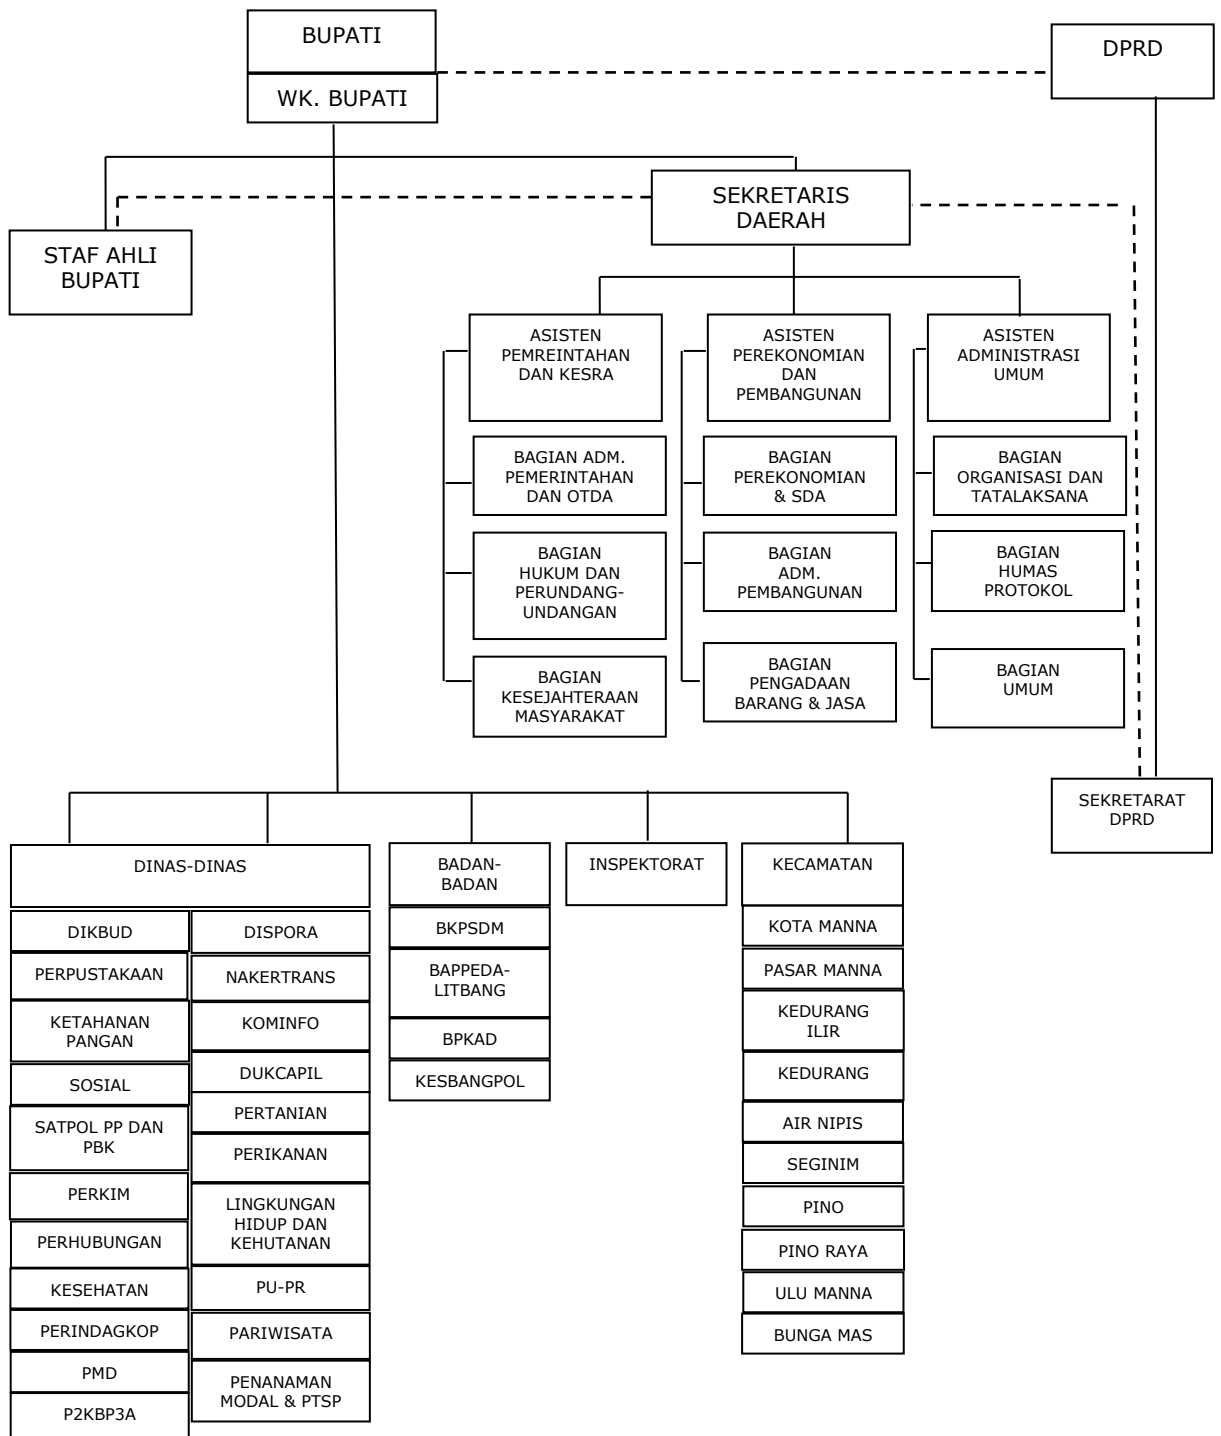 BUPATI
WK. BUPATI
DPRD
SEKRETARIS
DAERAH
STAF AHLI
BUPATI
ASISTEN
PEMREINTAHAN
DAN KESRA
BAGIAN ADM.
PEMERINTAHAN
DAN OTDA
BAGIAN
HUKUM DAN
PERUNDANG-
UNDANGAN
BAGIAN
KESEJAHTERAAN
MASYARAKAT
ASISTEN
PEREKONOMIAN
DAN
PEMBANGUNAN
BAGIAN
PEREKONOMIAN
& SDA
BAGIAN
ADM.
PEMBANGUNAN
BAGIAN
PENGADAAN
BARANG & JASA
ASISTEN
ADMINISTRASI
UMUM
BAGIAN
ORGANISASI DAN
TATALAKSANA
BAGIAN
HUMAS
PROTOKOL
BAGIAN
UMUM
SEKRETARAT
DPRD
DINAS-DINAS
DIKBUD
PERPUSTAKAAN
KETAHANAN
PANGAN
SOSIAL
SATPOL PP DAN
PBK
PERKIM
PERHUBUNGAN
KESEHATAN
PERINDAGKOP
PMD
P2KBP3A
DISPORA
NAKERTRANS
KOMINFO
DUKCAPIL
PERTANIAN
PERIKANAN
LINGKUNGAN
HIDUP DAN
KEHUTANAN
PU-PR
PARIWISATA
PENANAMAN
MODAL & PTSP
BADAN-
BADAN
BKPSDM
BAPPEDA-
LITBANG
BPKAD
KESBANGPOL
INSPEKTORAT
KECAMATAN
KOTA MANNA
PASAR MANNA
KEDURANG
ILIR
KEDURANG
AIR NIPIS
SEGINIM
PINO
PINO RAYA
ULU MANNA
BUNGA MAS